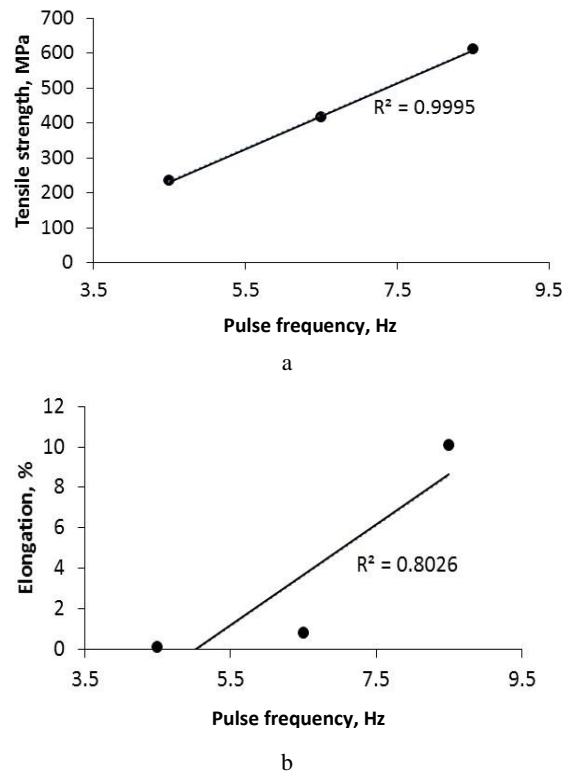 700
600
500
400
300
200
100
0
Tensile strength, MPa
R² = 0.9995
3.5 5.5 7.5 9.5
Pulse frequency, Hz
a
12
10
8
6
4
2
0
Elongation, %
R² = 0.8026
3.5 5.5 7.5 9.5
Pulse frequency, Hz
b